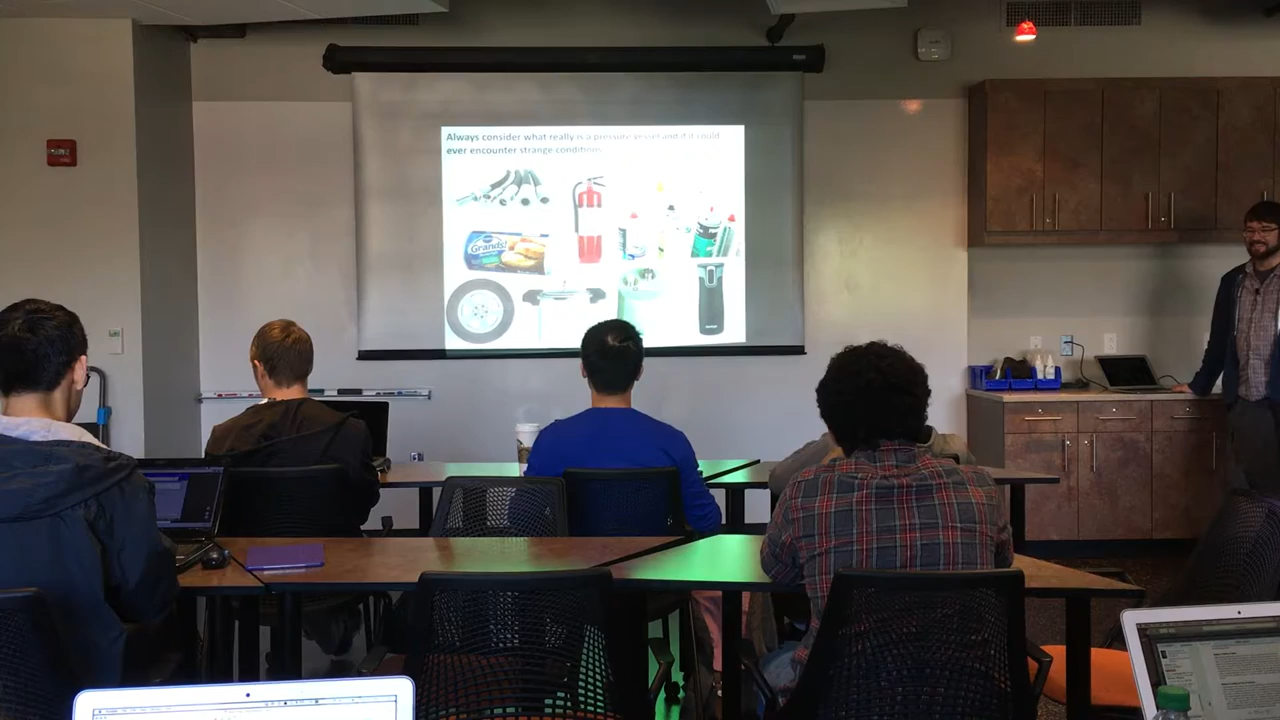 Always consider what really is a pressure vessel and if it could
ever encounter strange conditions
Grands!